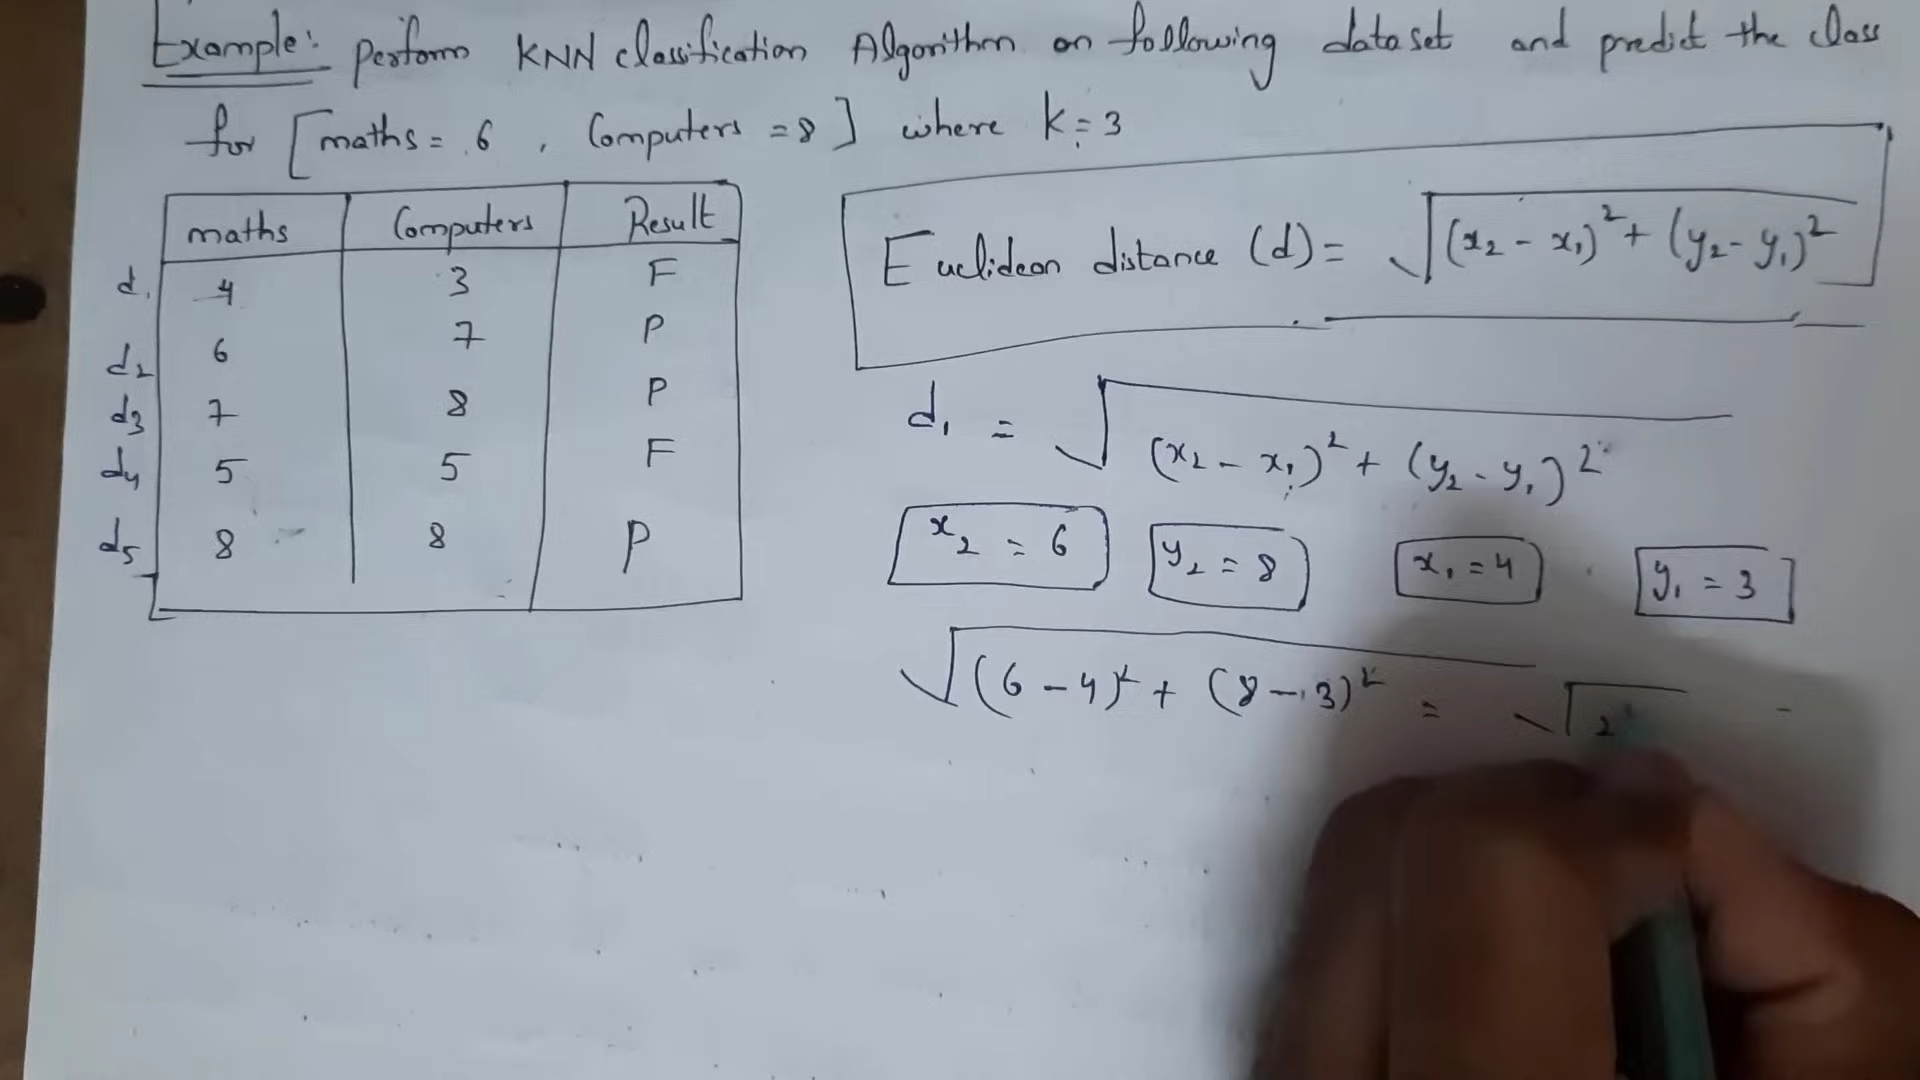 Example: perform KNN classification Algorithm on following dataset and predict the class
for [maths = 6 , Computers = 8] where K = 3
maths Computers Result
d1 4 3 F
d2 6 7 P
d3 7 8 P
d4 5 5 F
d5 8 8 P
Euclidean distance (d) = √(x2 - x1)² + (y2 - y1)²
d1 = √(x2 - x1)² + (y2 - y1)²
x2 = 6 y2 = 8 x1 = 4 y1 = 3
√(6 - 4)² + (8 - 3)² = √2